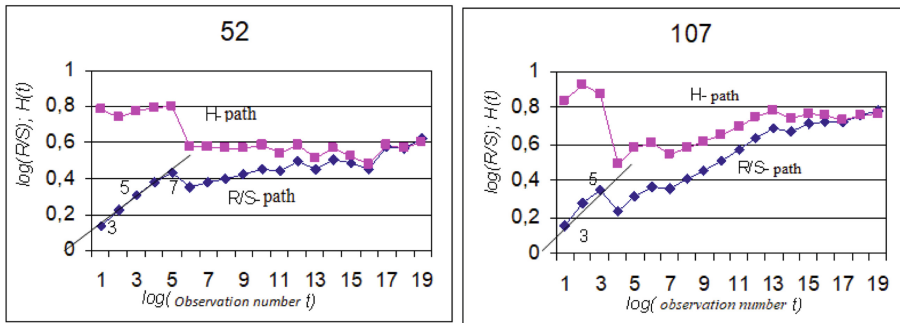 52
log(R/S); H(t)
1
0,8
0,6
0,4
0,2
0
H- path
5
7
R/S- path
3
1 3 5 7 9 11 13 15 17 19
log( Observation number t)
107
log((R/S); H(t)
1
0,8
0,6
0,4
0,2
0
H- path
5
R/S- path
3
1 3 5 7 9 11 13 15 17 19
log( observation number t)